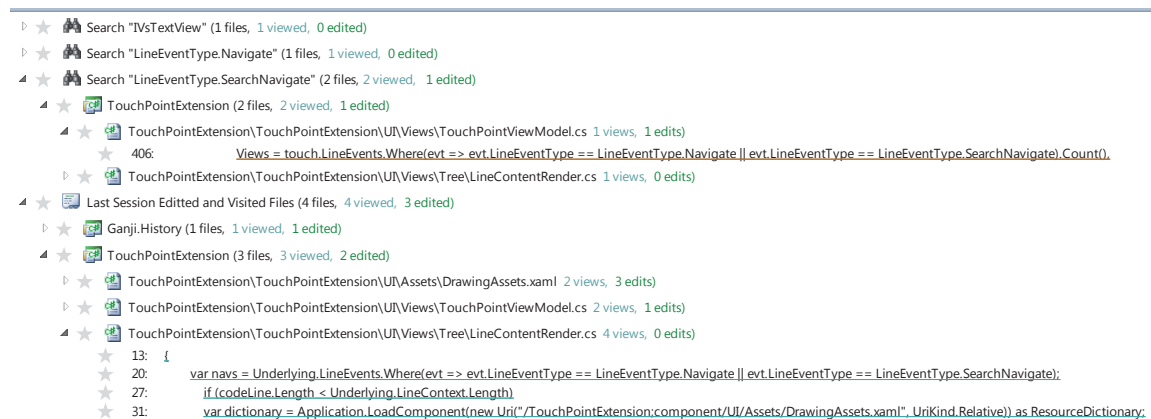 Search "IVsTextView" (1 files, 1 viewed, 0 edited)
Search "LineEventType.Navigate" (1 files, 1 viewed, 0 edited)
Search "LineEventType.SearchNavigate" (2 files, 2 viewed, 1 edited)
TouchPointExtension (2 files, 2 viewed, 1 edited)
TouchPointExtension\TouchPointExtension\UI\Views\TouchPointViewModel.cs 1 views, 1 edits)
406: Views = touch.LineEvents.Where(evt => evt.LineEventType == LineEventType.Navigate || evt.LineEventType == LineEventType.SearchNavigate).Count(),
TouchPointExtension\TouchPointExtension\UI\Views\Tree\LineContentRender.cs 1 views, 0 edits)
Last Session Editted and Visited Files (4 files, 4 viewed, 3 edited)
Ganji.History (1 files, 1 viewed, 1 edited)
TouchPointExtension (3 files, 3 viewed, 2 edited)
TouchPointExtension\TouchPointExtension\UI\Assets\DrawingAssets.xaml 2 views, 3 edits)
TouchPointExtension\TouchPointExtension\UI\Views\TouchPointViewModel.cs 2 views, 1 edits)
TouchPointExtension\TouchPointExtension\UI\Views\Tree\LineContentRender.cs 4 views, 0 edits)
13: {
20: var navs = Underlying.LineEvents.Where(evt => evt.LineEventType == LineEventType.Navigate || evt.LineEventType == LineEventType.SearchNavigate);
27: if (codeLine.Length < Underlying.LineContext.Length)
31: var dictionary = Application.LoadComponent(new Uri("/TouchPointExtension;component/UI/Assets/DrawingAssets.xaml", UriKind.Relative)) as ResourceDictionary;